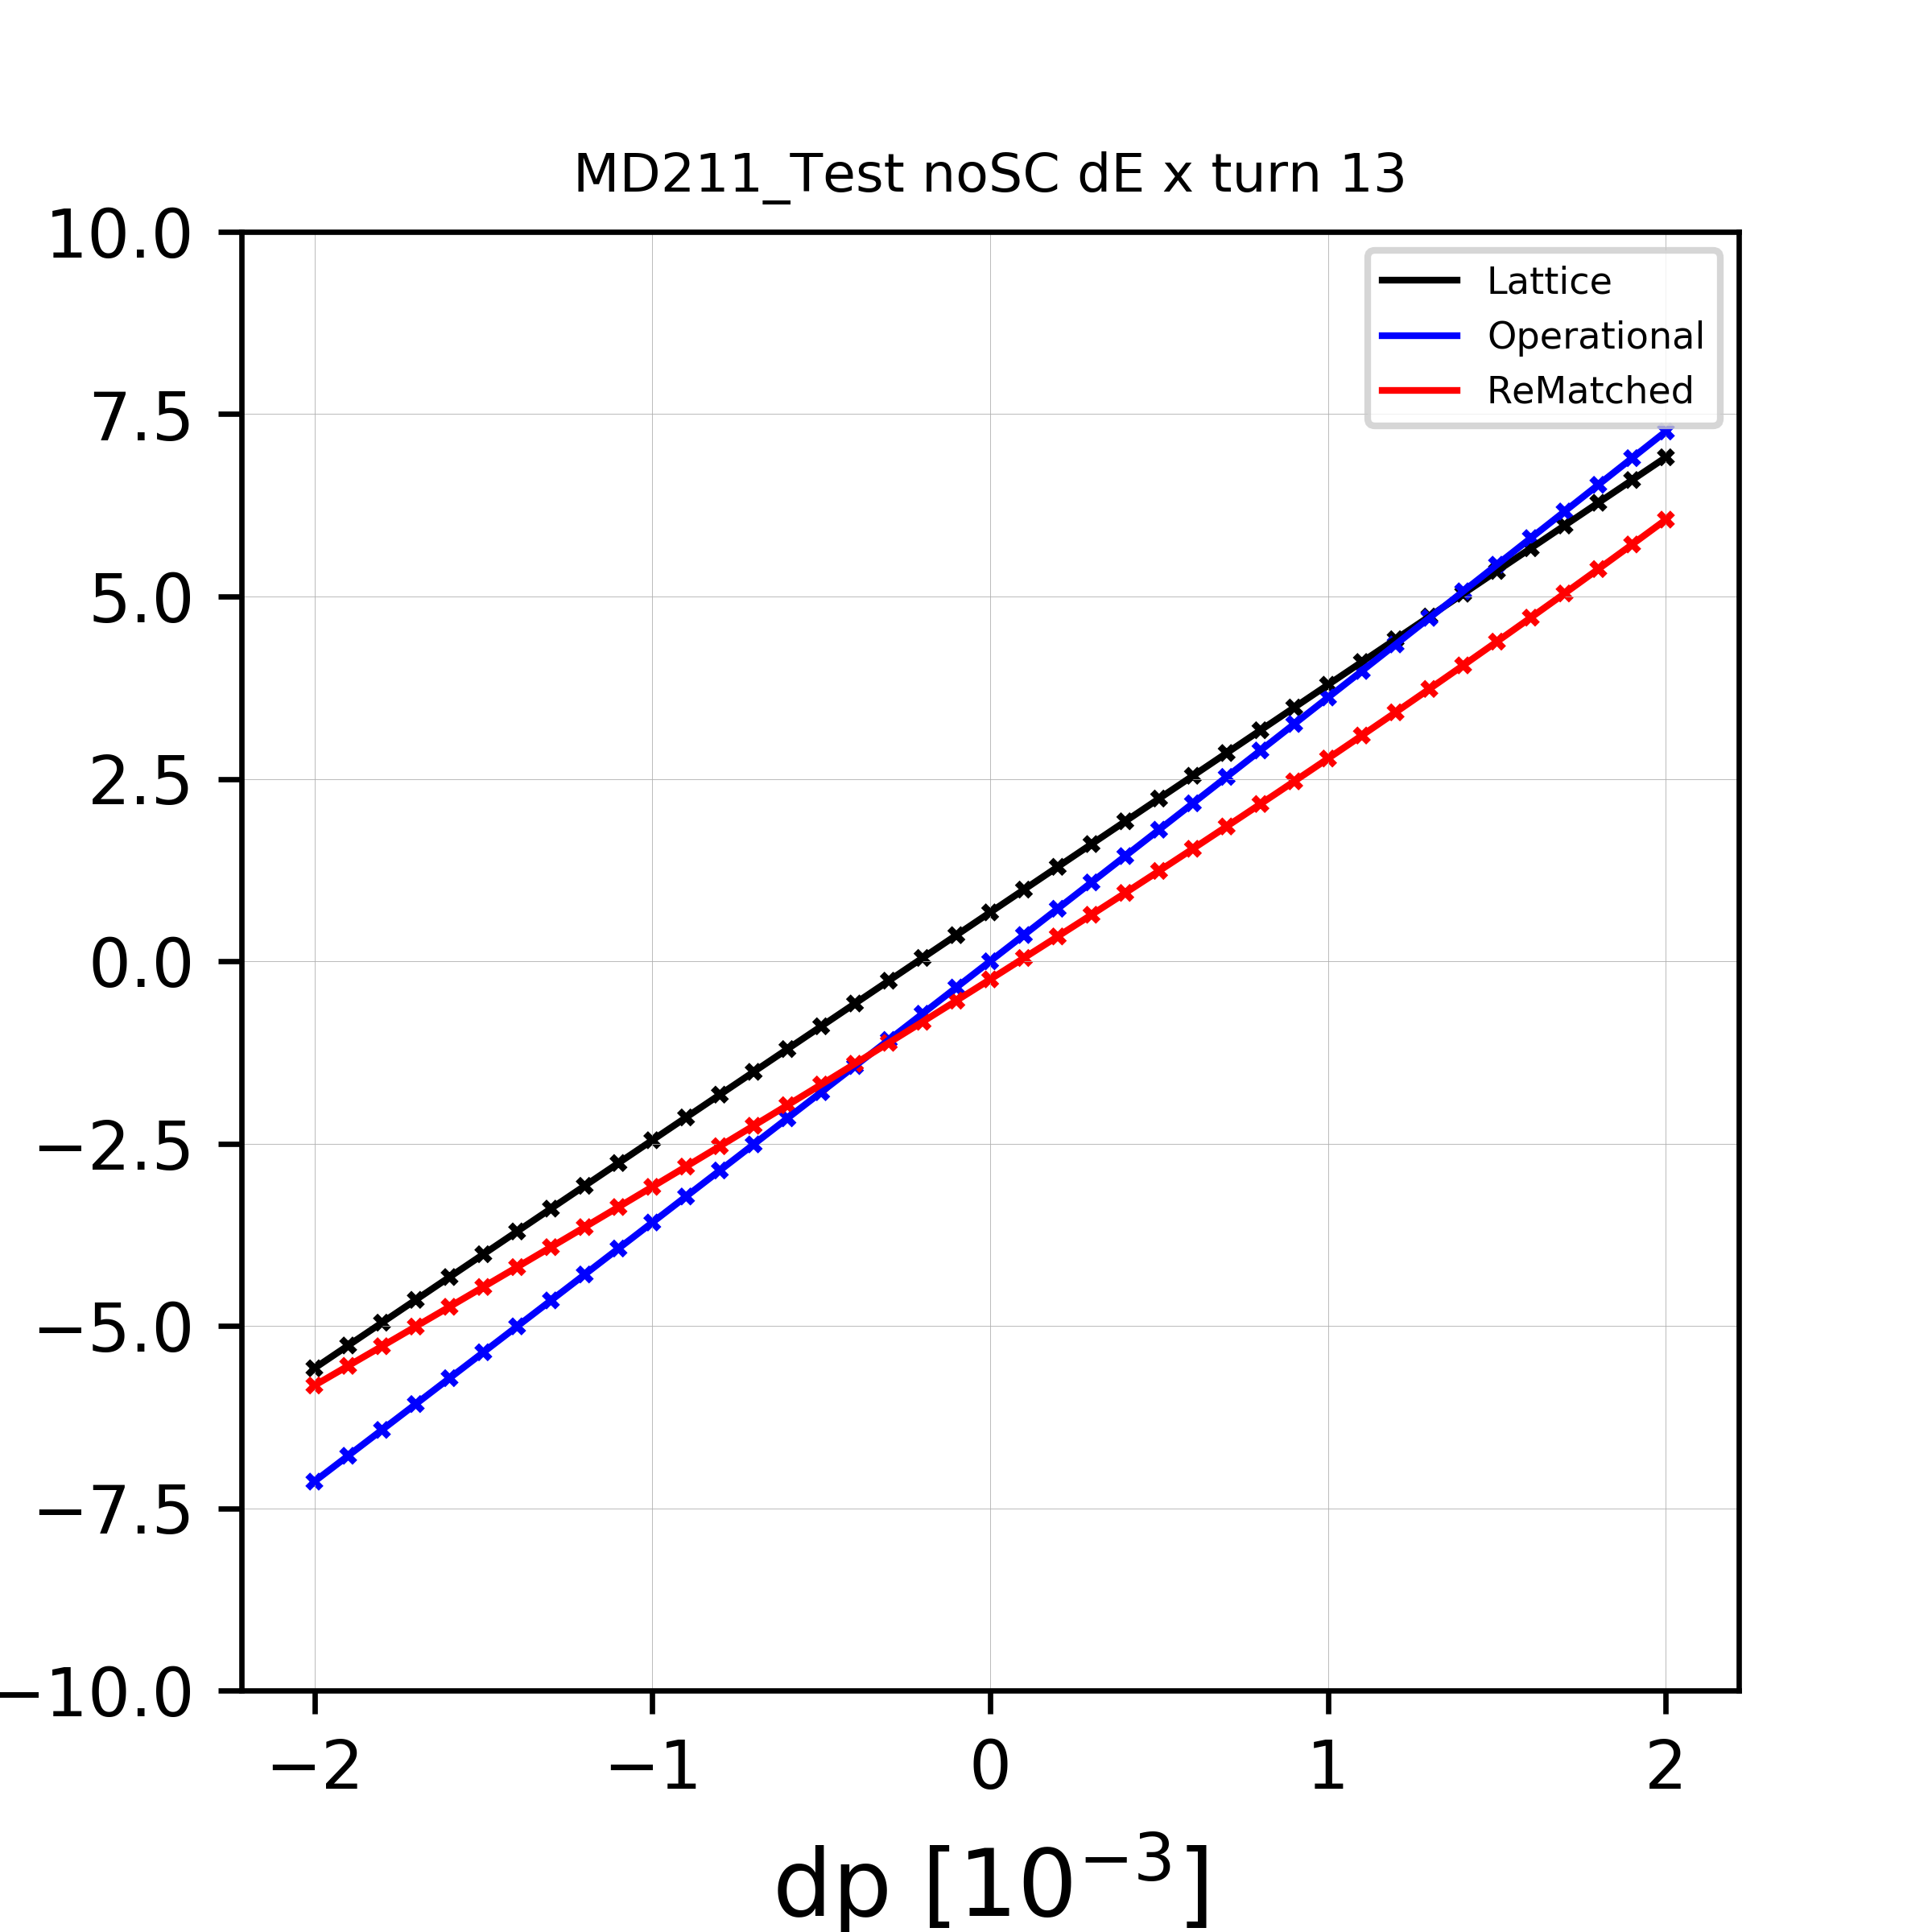 MD211_Test noSC dE x turn 13
10.0
7.5
5.0
2.5
0.0
−2.5
−5.0
−7.5
−10.0
Lattice
Operational
ReMatched
−2 −1 0 1 2
dp [10⁻³]